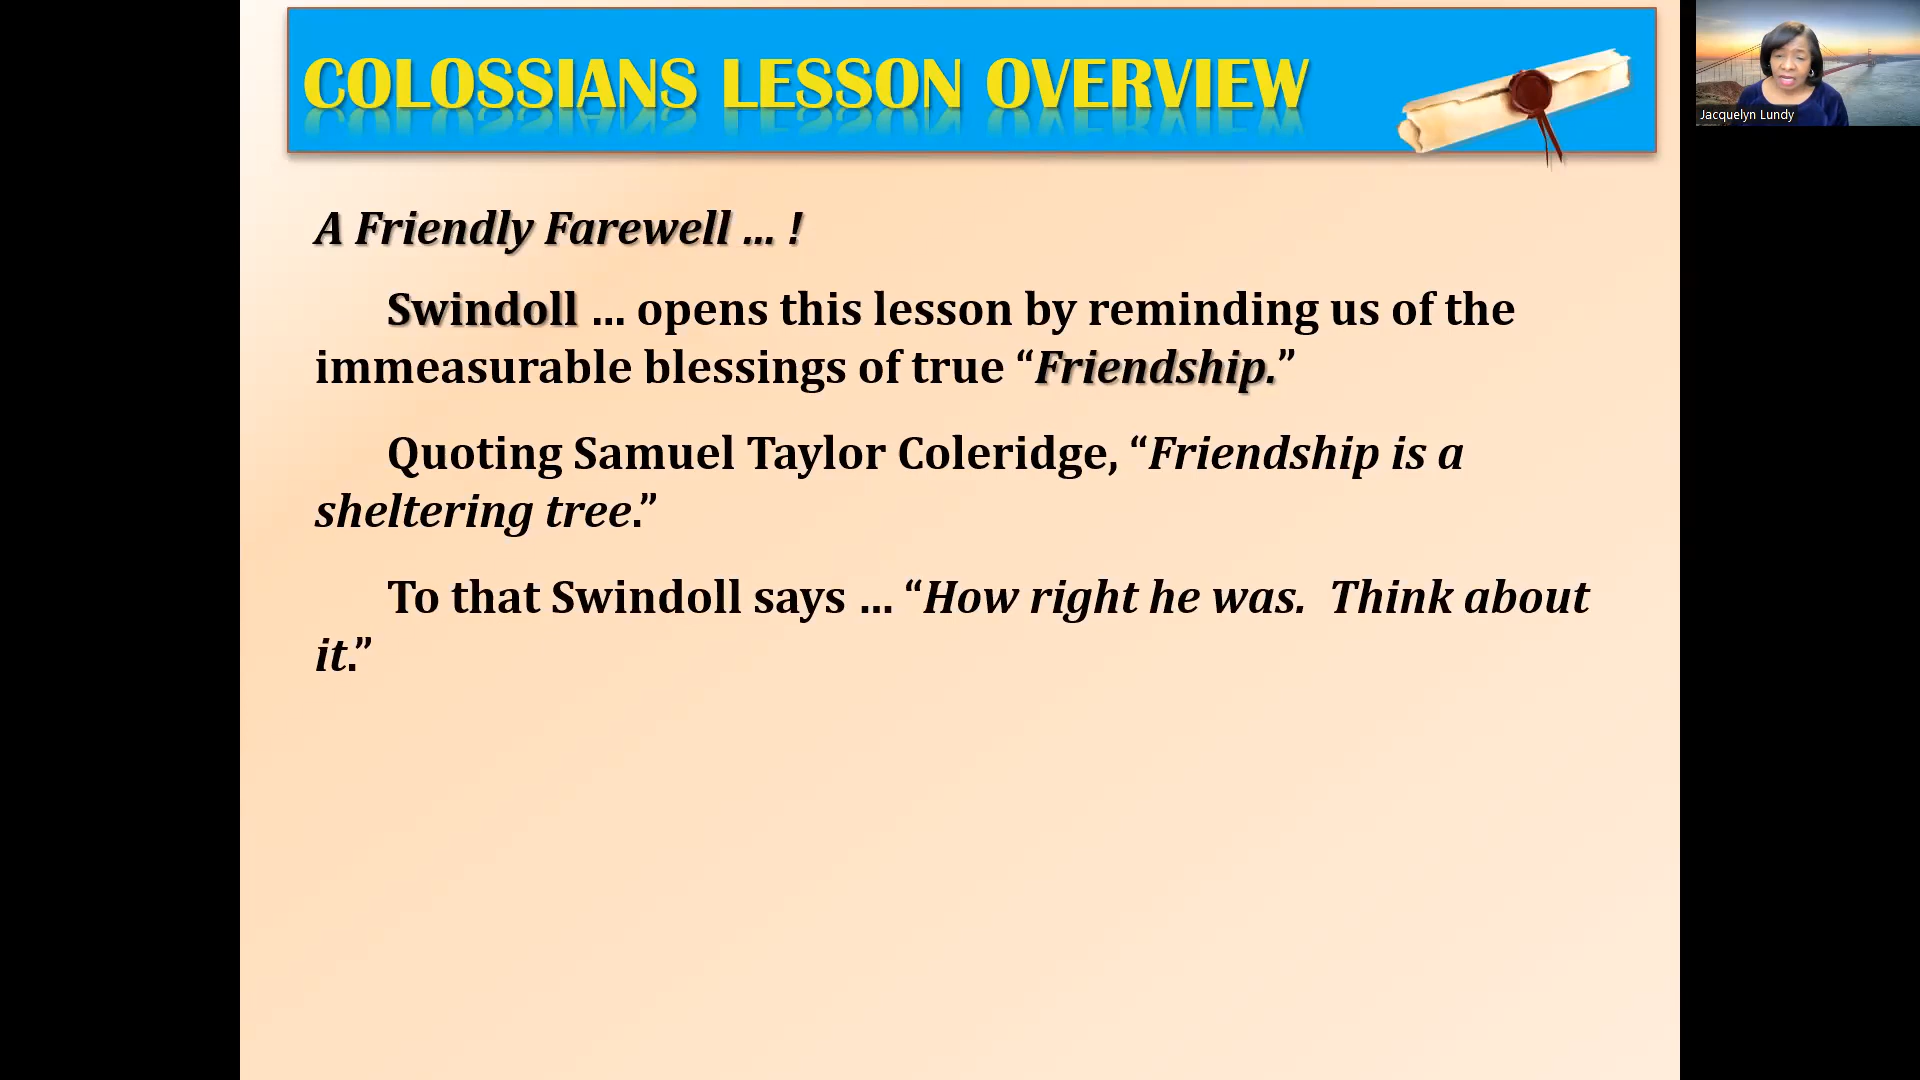 COLOSSIANS LESSON OVERVIEW
Jacquelyn Lundy
A Friendly Farewell … !
Swindoll … opens this lesson by reminding us of the
immeasurable blessings of true “Friendship.”
Quoting Samuel Taylor Coleridge, “Friendship is a
sheltering tree.”
To that Swindoll says … “How right he was.  Think about
it.”